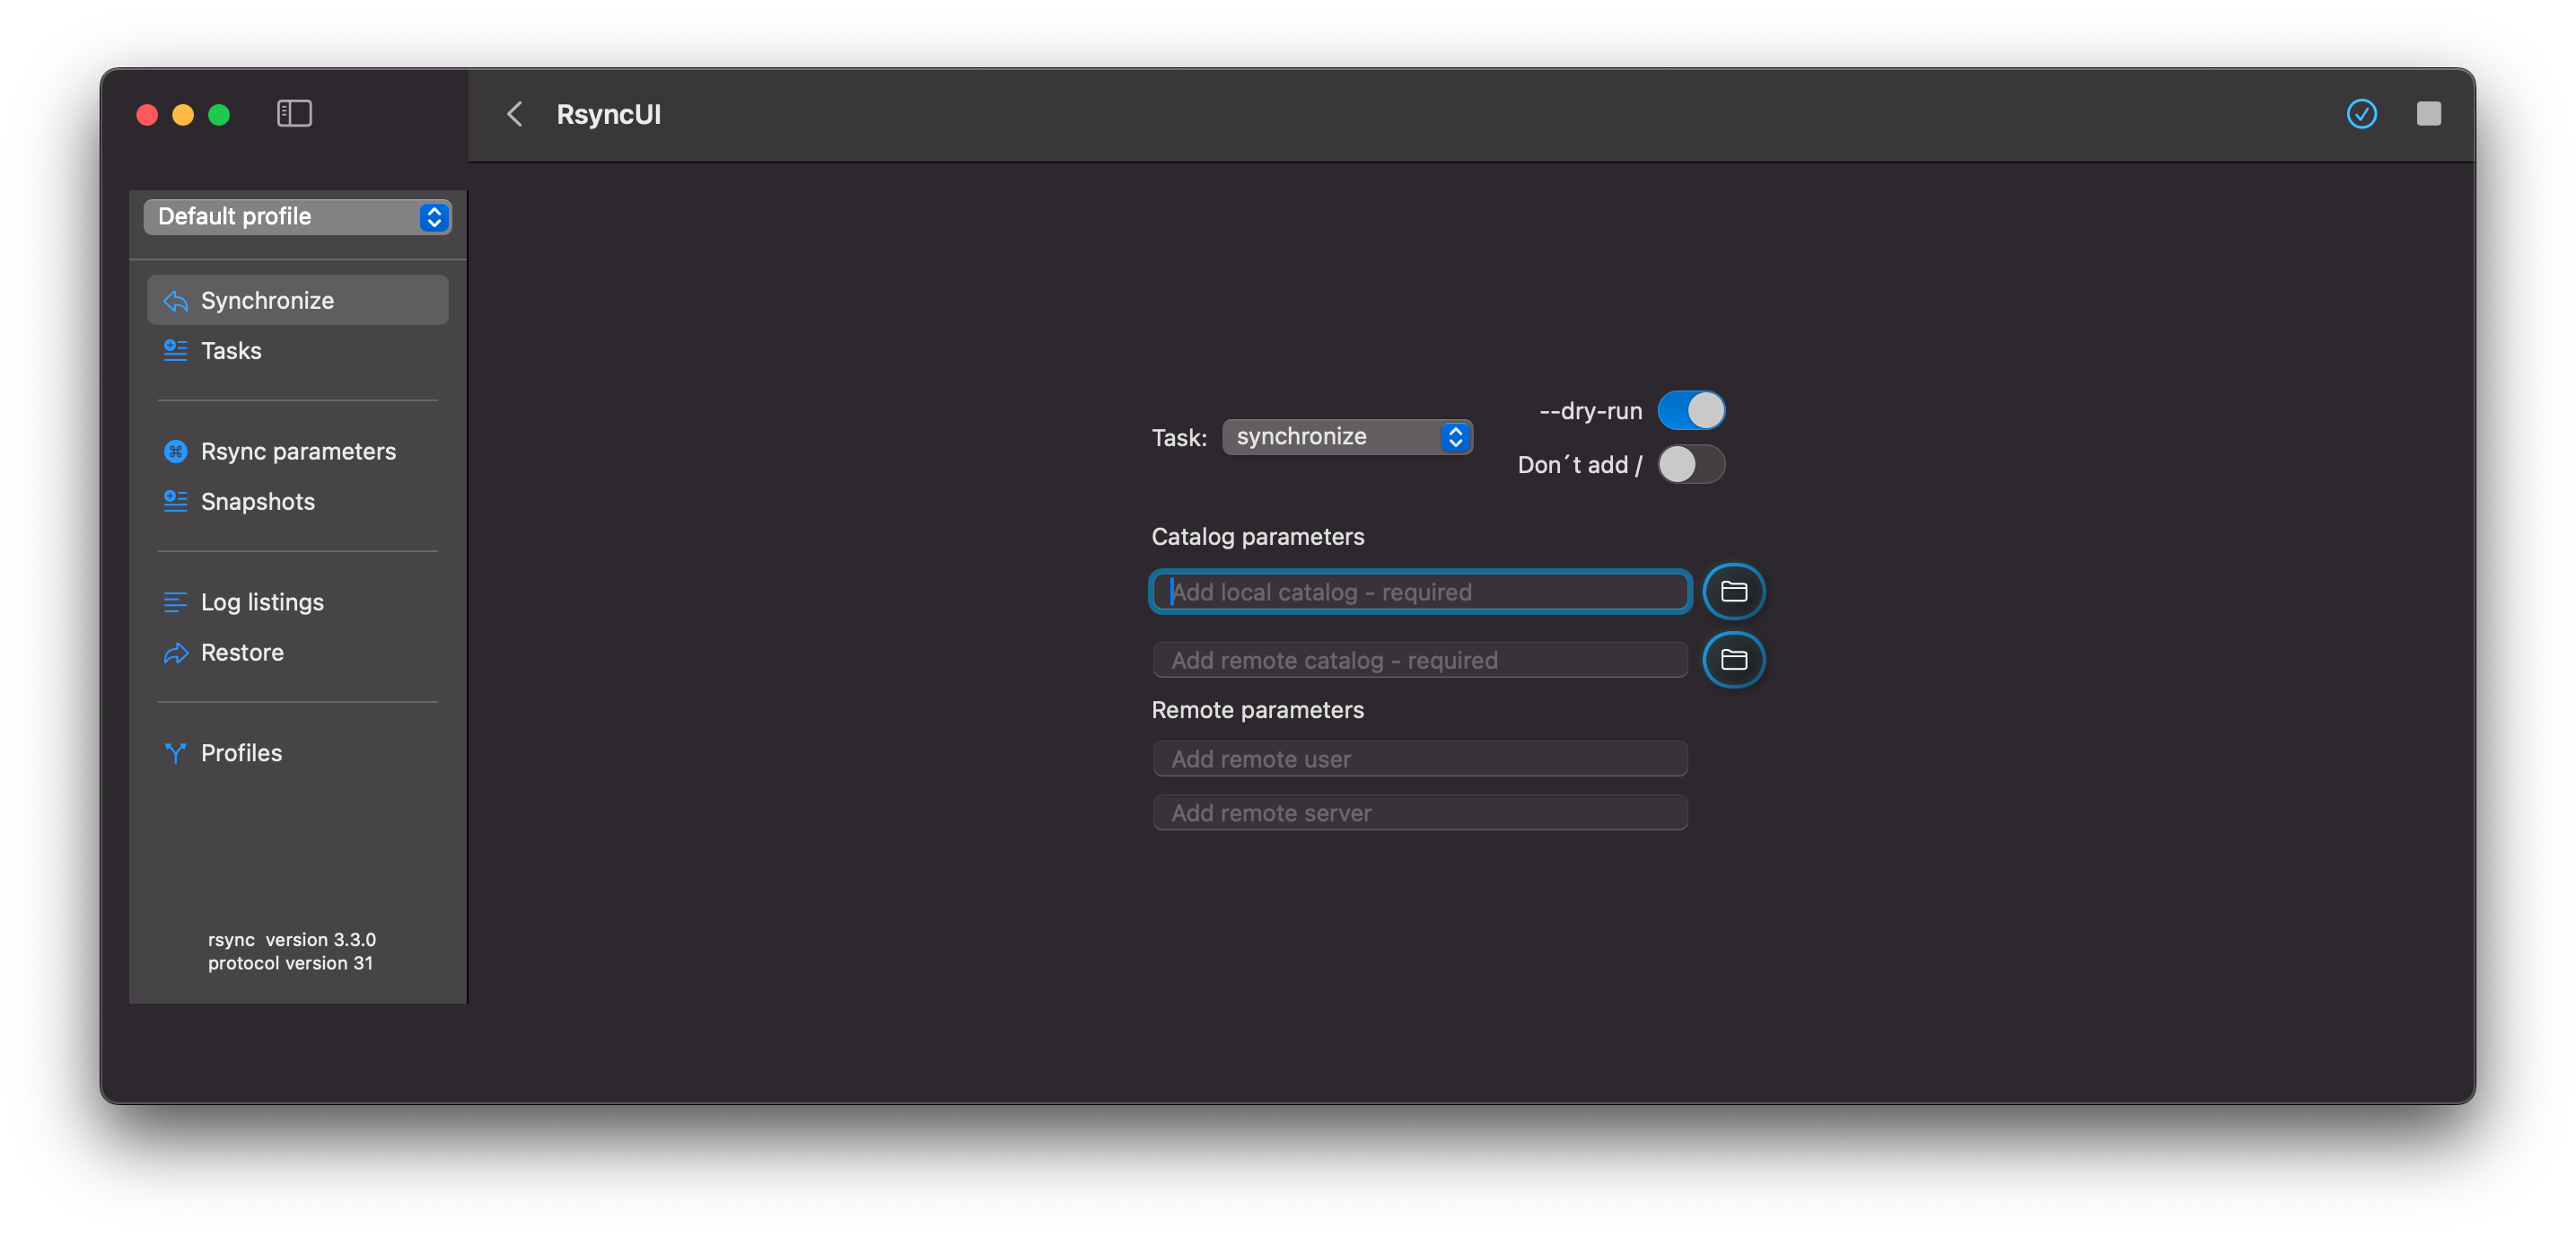 RsyncUI
Default profile
Synchronize
Tasks
Rsync parameters
Snapshots
Log listings
Restore
Profiles
rsync  version 3.3.0
protocol version 31
Task: synchronize
--dry-run
Don´t add /
Catalog parameters
Add local catalog - required
Add remote catalog - required
Remote parameters
Add remote user
Add remote server